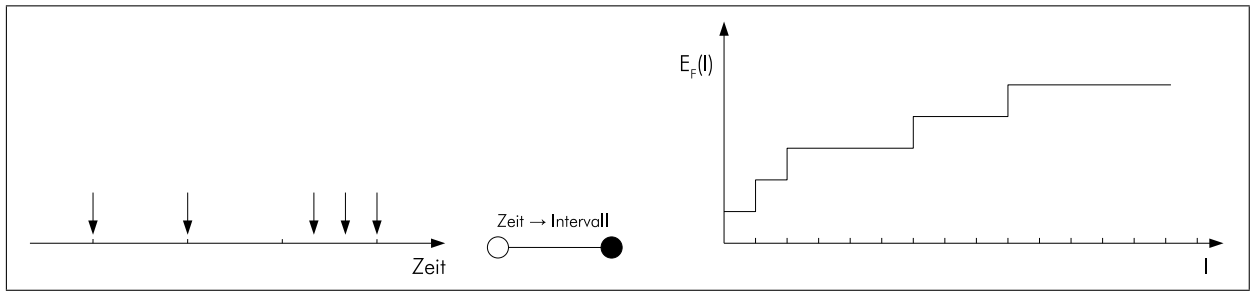 Zeit
Zeit → Intervall
E_F(I)
I